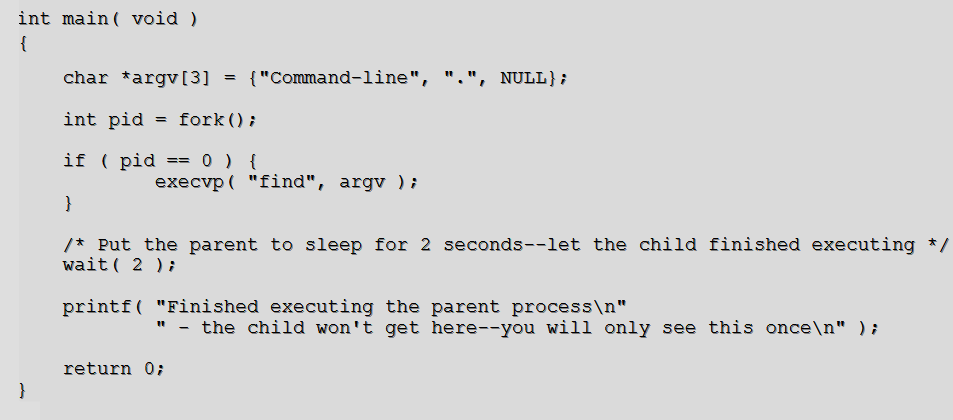 int main( void )
{
char *argv[3] = {"Command-line", ".", NULL};
int pid = fork();
if ( pid == 0 ) {
execvp( "find", argv );
}
/* Put the parent to sleep for 2 seconds--let the child finished executing */
wait( 2 );
printf( "Finished executing the parent process\n"
" - the child won't get here--you will only see this once\n" );
return 0;
}